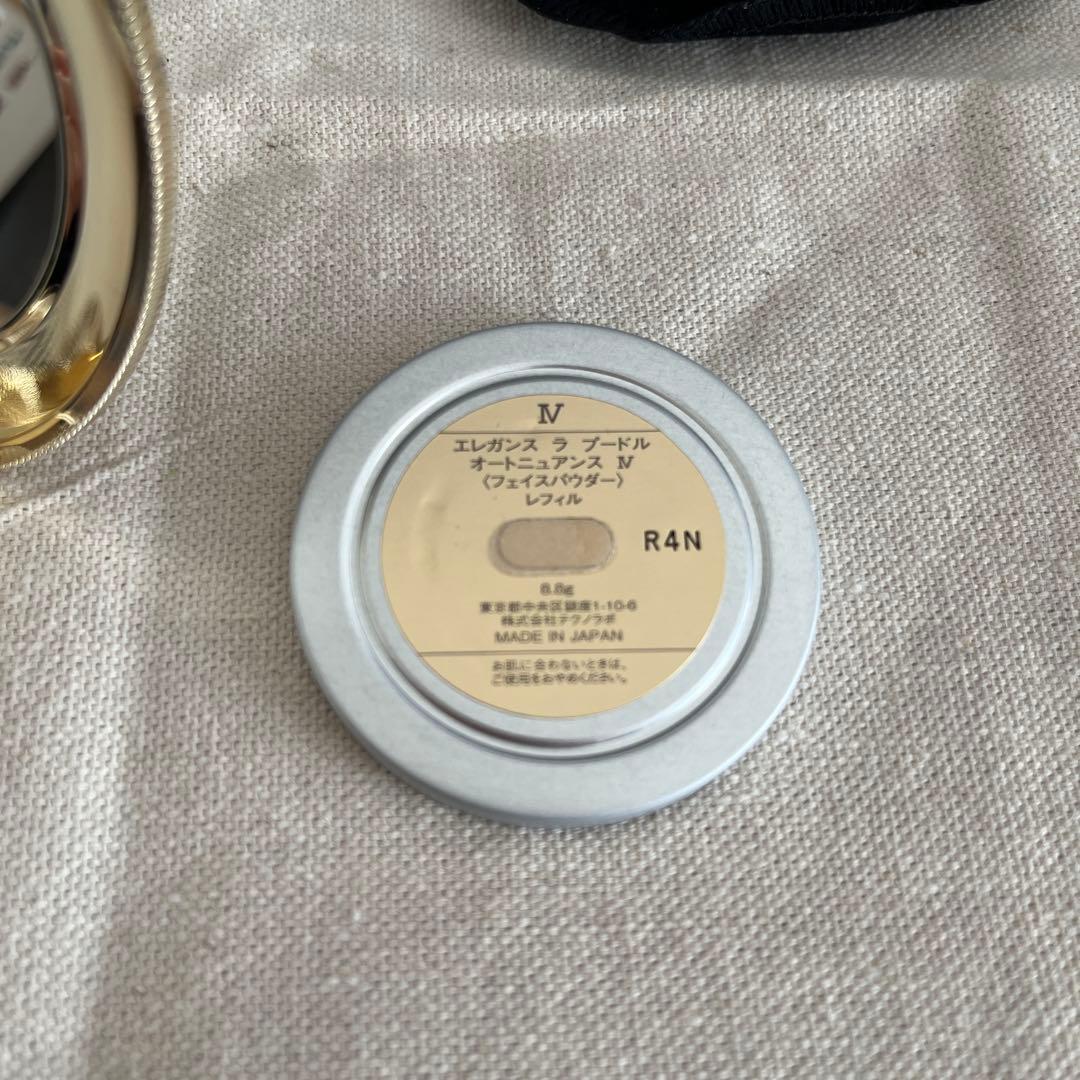 Ⅳ
エレガンス ラ プードル
オートニュアンス Ⅳ
〈フェイスパウダー〉
レフィル
R4N
8.8g
東京都中央区銀座1-10-6
株式会社テクノラボ
MADE IN JAPAN
お肌に合わないときは、
ご使用をおやめください。